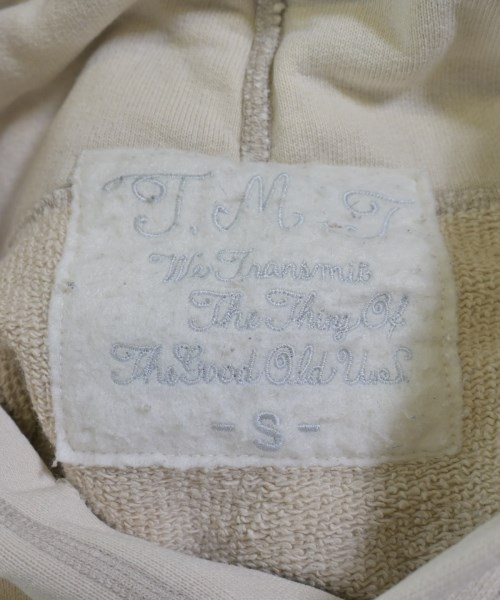 T.M.T
We Transmit
The Thing Of
The Good Old U.S.
- S -